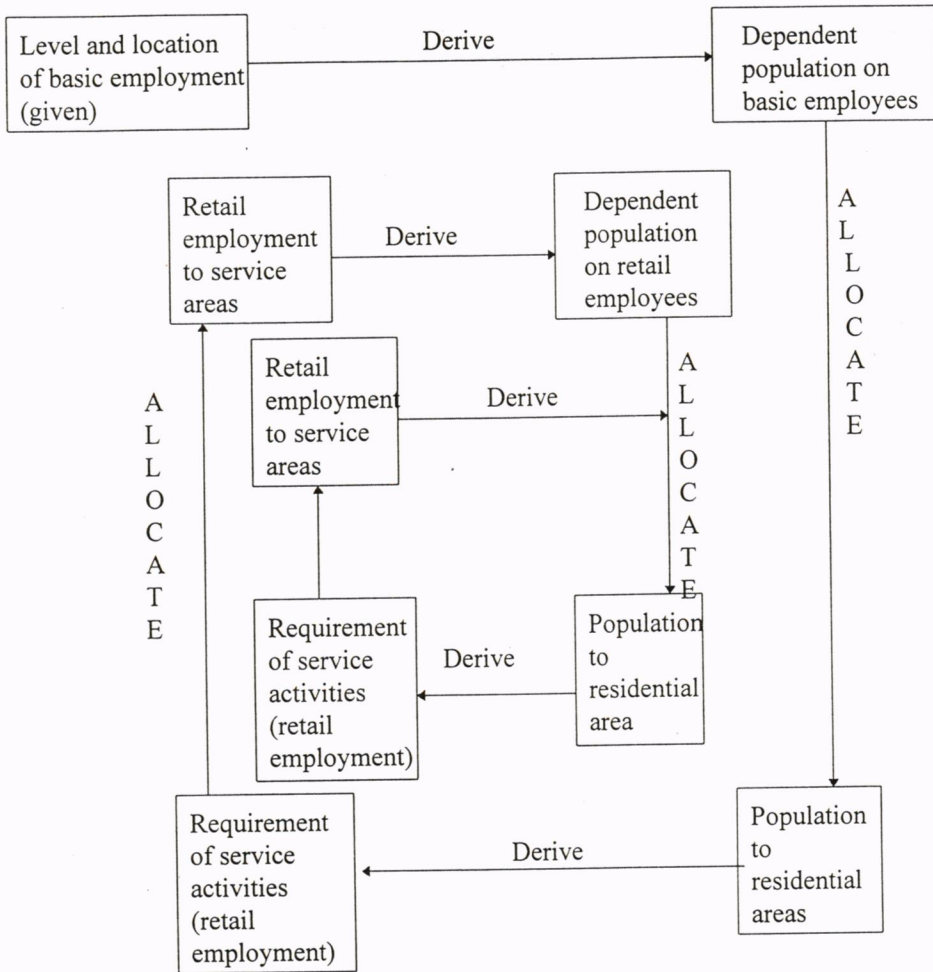 Level and location
of basic employment
(given)
Derive
Dependent
population on
basic employees
A
L
L
O
C
A
T
E
Retail
employment
to service
areas
Derive
Dependent
population
on retail
employees
A
L
L
O
C
A
T
E
Retail
employment
to service
areas
Derive
A
L
L
O
C
A
T
E
Requirement
of service
activities
(retail
employment)
Derive
Population
to
residential
area
Requirement
of service
activities
(retail
employment)
Derive
Population
to
residential
areas